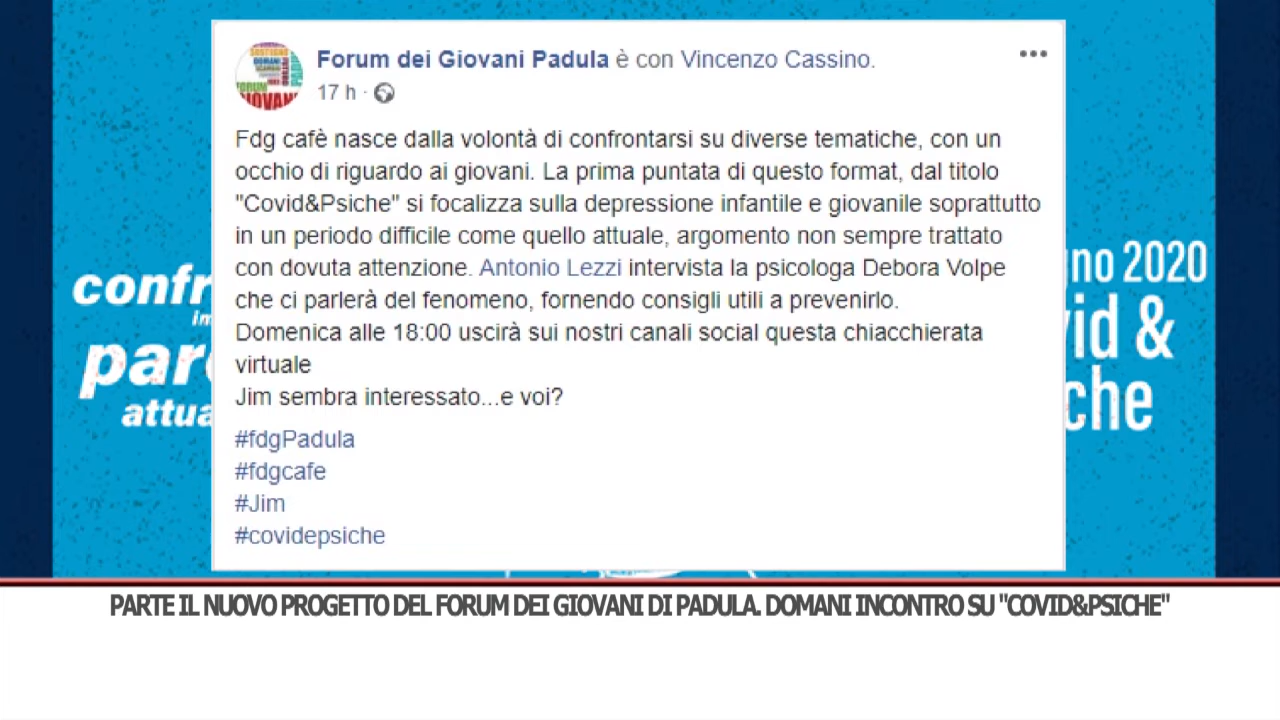 Forum dei Giovani Padula è con Vincenzo Cassino.
17 h ·
Fdg cafè nasce dalla volontà di confrontarsi su diverse tematiche, con un
occhio di riguardo ai giovani. La prima puntata di questo format, dal titolo
"Covid&Psiche" si focalizza sulla depressione infantile e giovanile soprattutto
in un periodo difficile come quello attuale, argomento non sempre trattato
con dovuta attenzione. Antonio Lezzi intervista la psicologa Debora Volpe
che ci parlerà del fenomeno, fornendo consigli utili a prevenirlo.
Domenica alle 18:00 uscirà sui nostri canali social questa chiacchierata
virtuale
Jim sembra interessato...e voi?
#fdgPadula
#fdgcafe
#Jim
#covidepsiche
confr
im
par
attua
gno 2020
vid &
che
PARTE IL NUOVO PROGETTO DEL FORUM DEI GIOVANI DI PADULA. DOMANI INCONTRO SU "COVID&PSICHE"